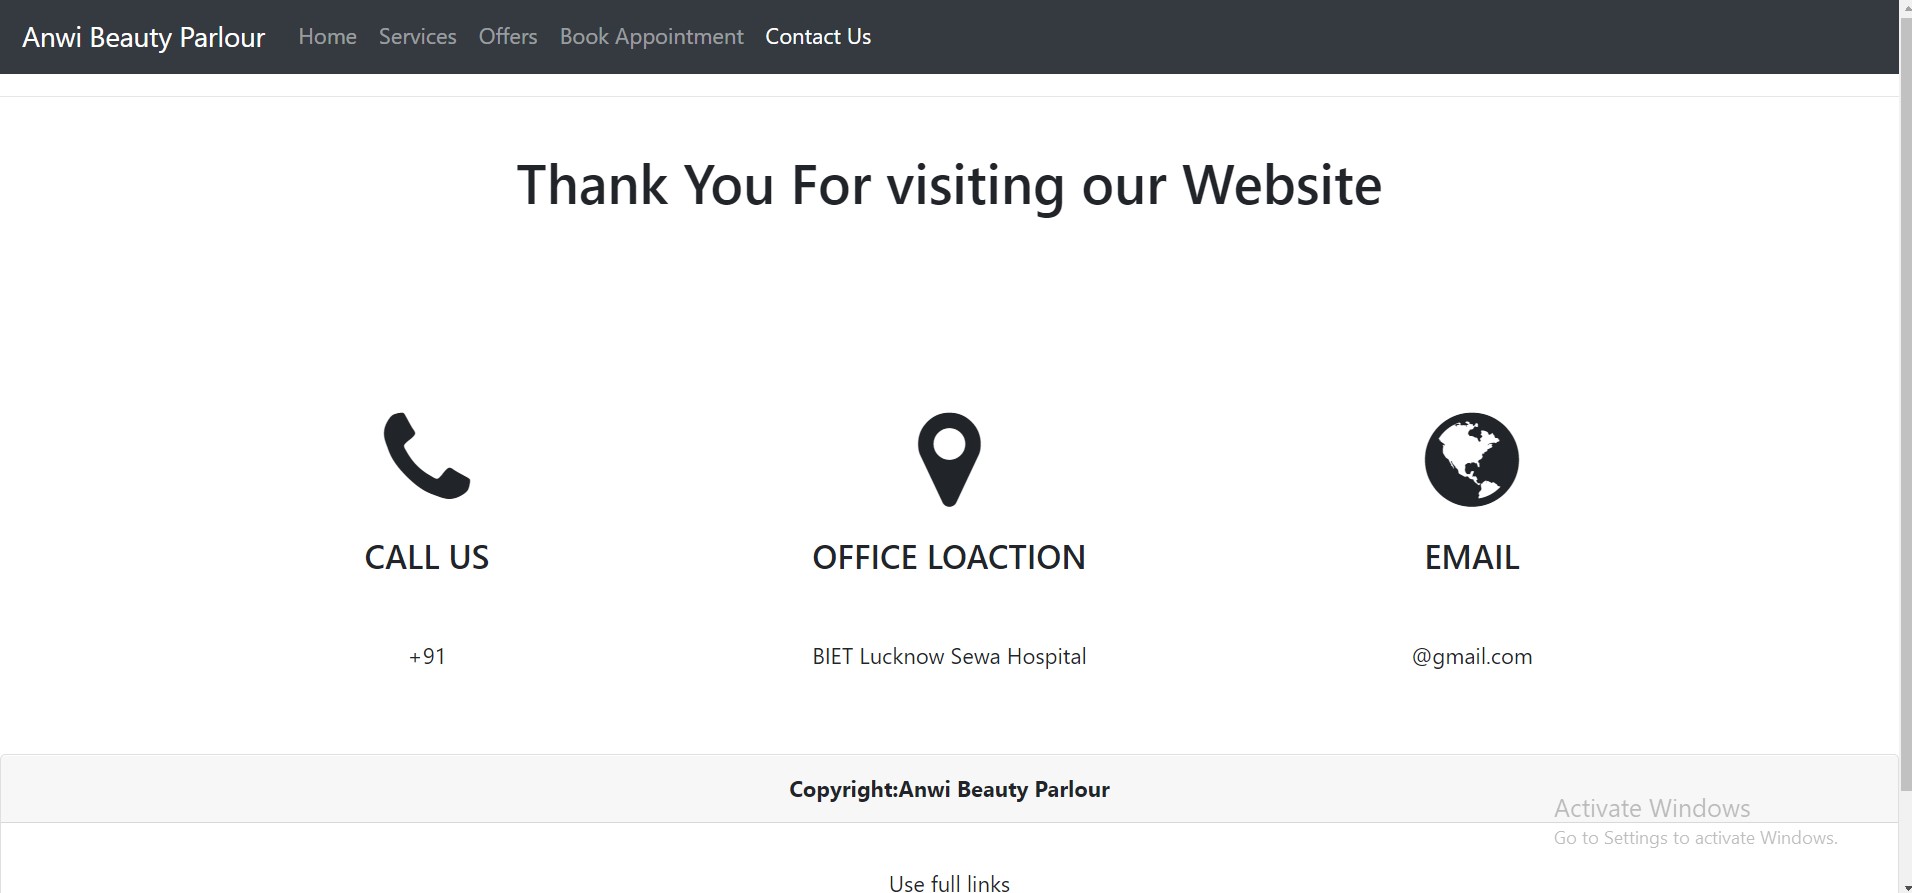 Anwi Beauty Parlour Home Services Offers Book Appointment Contact Us
Thank You For visiting our Website
CALL US
OFFICE LOACTION
EMAIL
+91
BIET Lucknow Sewa Hospital
@gmail.com
Copyright:Anwi Beauty Parlour
Activate Windows
Go to Settings to activate Windows.
Use full links